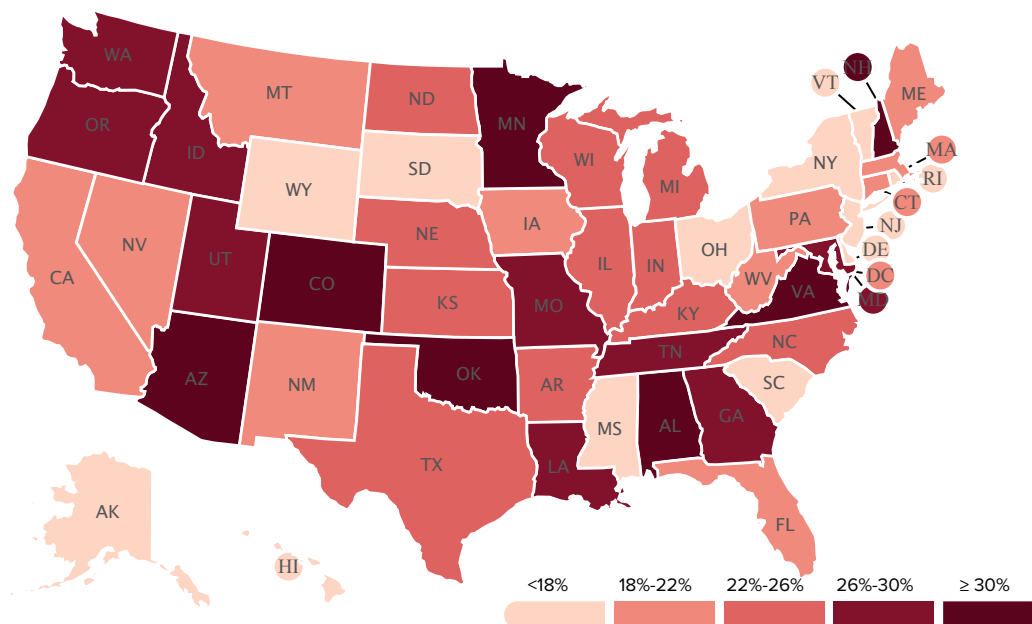 WA
MT
ND
MN
VT
NH
ME
OR
ID
WY
SD
WI
MI
NY
MA
RI
CT
NV
UT
NE
IA
PA
NJ
CA
CO
KS
MO
IL
IN
OH
WV
VA
DE
DC
MD
KY
AZ
NM
OK
AR
TN
NC
SC
TX
LA
MS
AL
GA
AK
HI
FL
<18%
18%-22%
22%-26%
26%-30%
≥ 30%